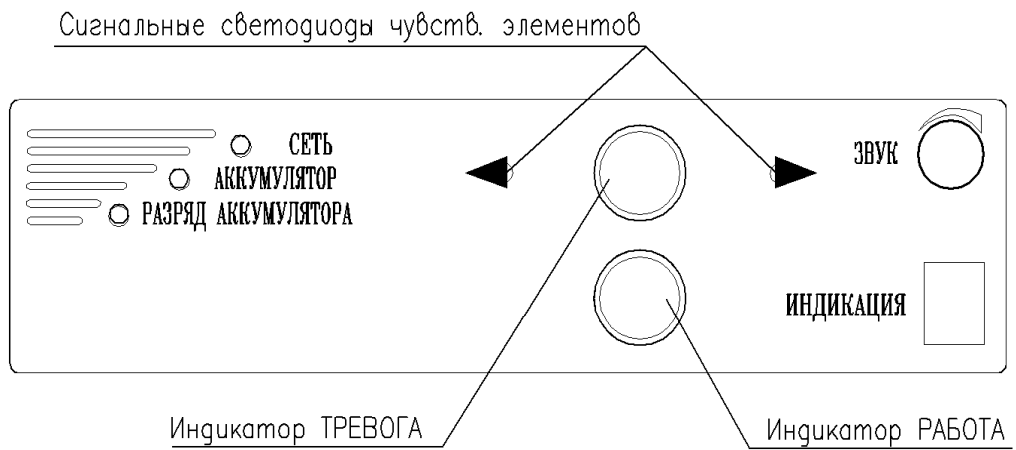 Сигнальные светодиоды чувств. элементов
СЕТЬ
АККУМУЛЯТОР
РАЗРЯД АККУМУЛЯТОРА
ЗВУК
ИНДИКАЦИЯ
Индикатор ТРЕВОГА
Индикатор РАБОТА